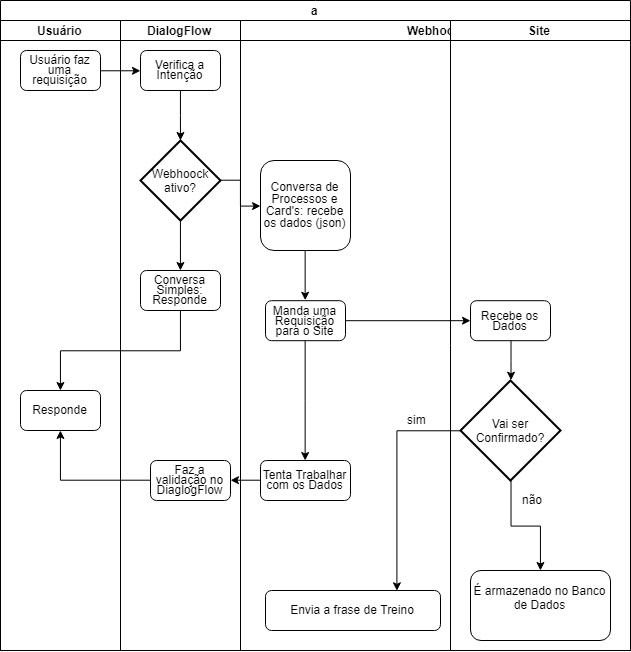 a
Usuário
DialogFlow
Webhoo
Site
Usuário faz
uma
requisição
Verifica a
Intenção
Webhoock
ativo?
Conversa de
Processos e
Card's: recebe
os dados (json)
Conversa
Simples:
Responde
Manda uma
Requisição
para o Site
Recebe os
Dados
Responde
Vai ser
Confirmado?
sim
não
Faz a
validação no
DiaglogFlow
Tenta Trabalhar
com os Dados
Envia a frase de Treino
É armazenado no Banco
de Dados